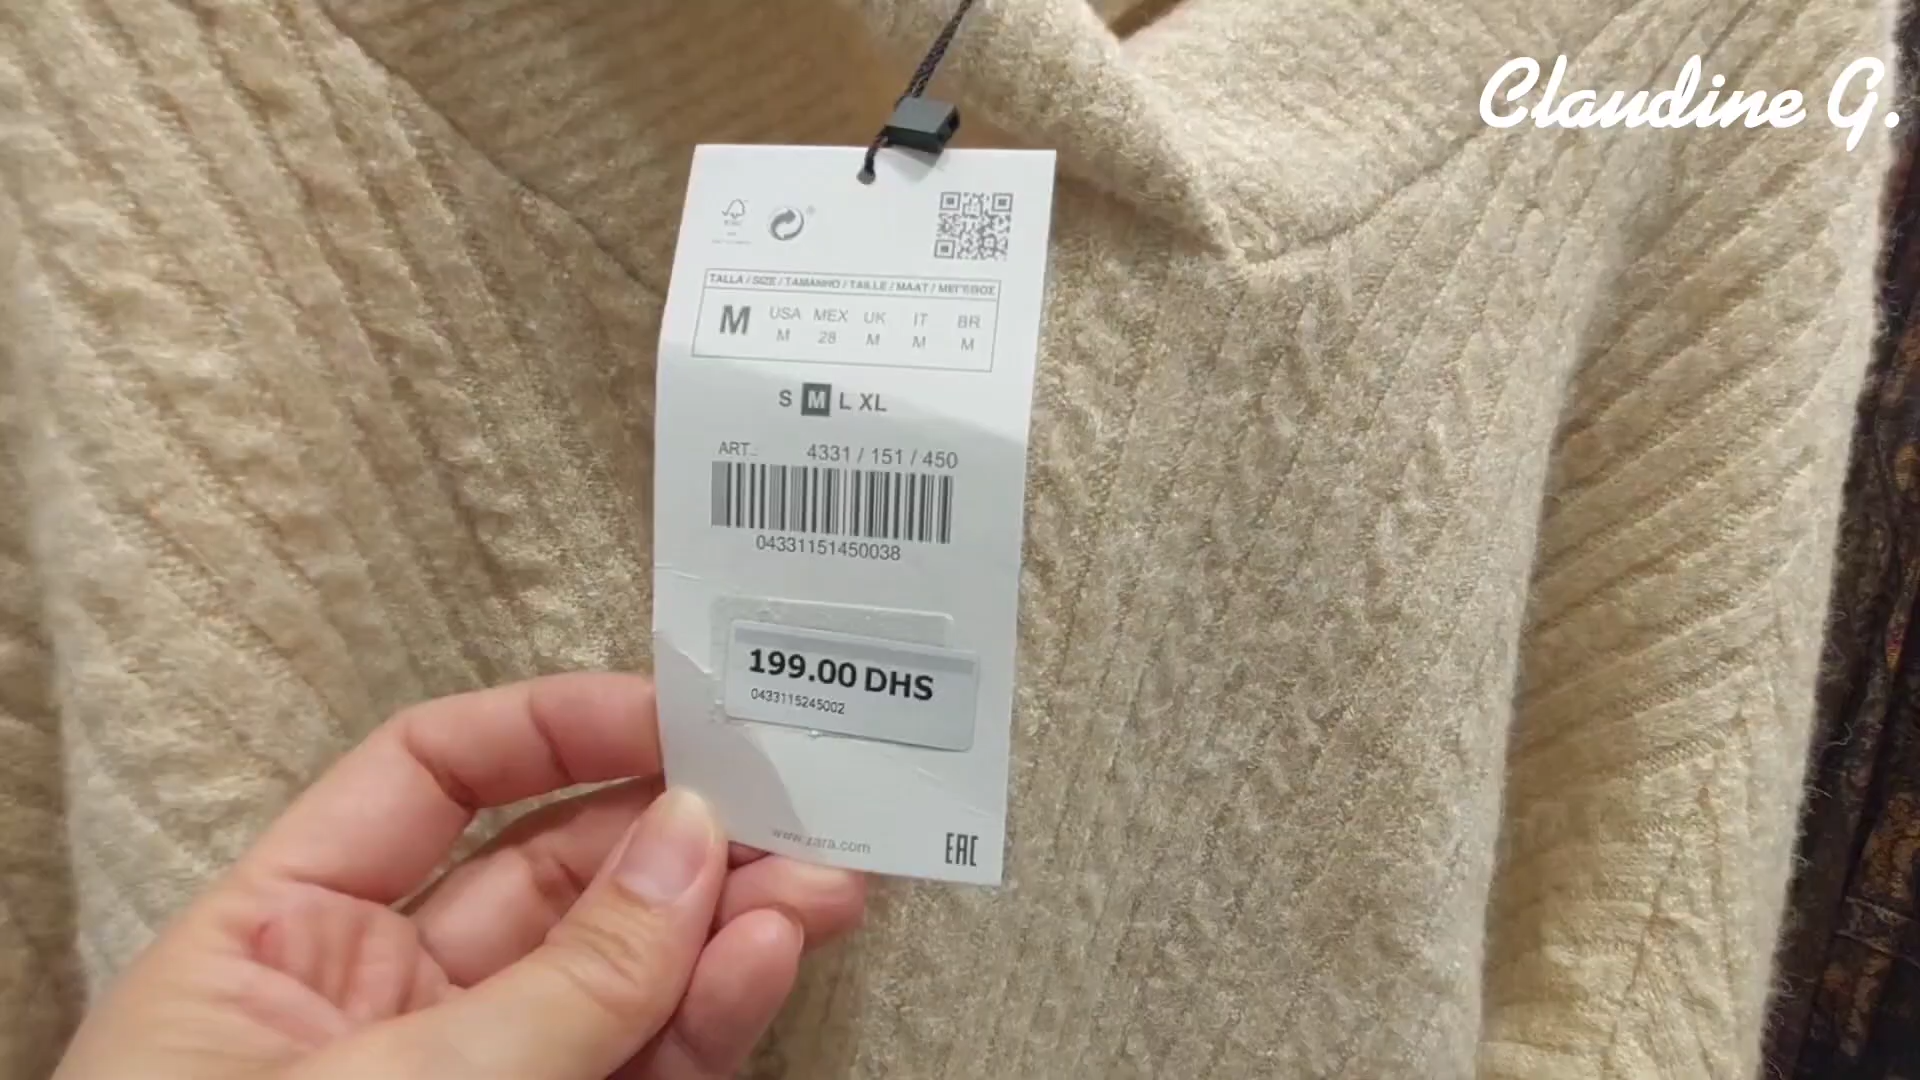 Claudine G.
TALLA / SIZE / TAMANHO / TAILLE / MAAT /
M USA MEX UK IT BR
M 28 M M M
S M L XL
ART.: 4331 / 151 / 450
04331151450038
199.00 DHS
0433115245002
www.zara.com
EAC